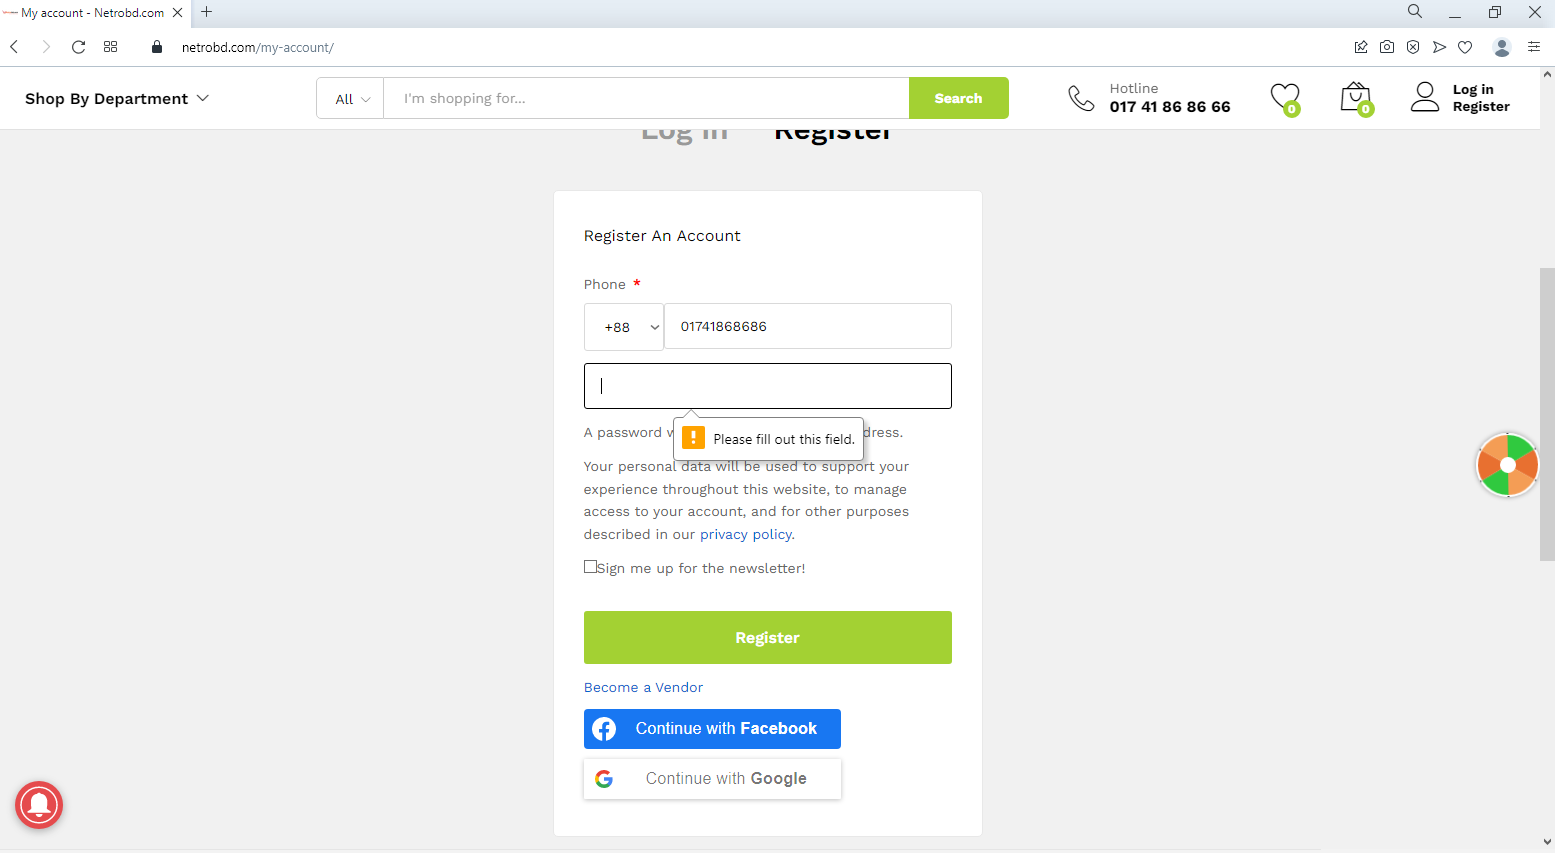 My account - Netrobd.com
netrobd.com/my-account/
Shop By Department
All
I'm shopping for...
Search
Hotline
017 41 86 86 66
0
0
Log in
Register
Log in
Register
Register An Account
Phone *
+88
01741868686
Please fill out this field.
A password dress.
Your personal data will be used to support your
experience throughout this website, to manage
access to your account, and for other purposes
described in our privacy policy.
Sign me up for the newsletter!
Register
Become a Vendor
Continue with Facebook
Continue with Google